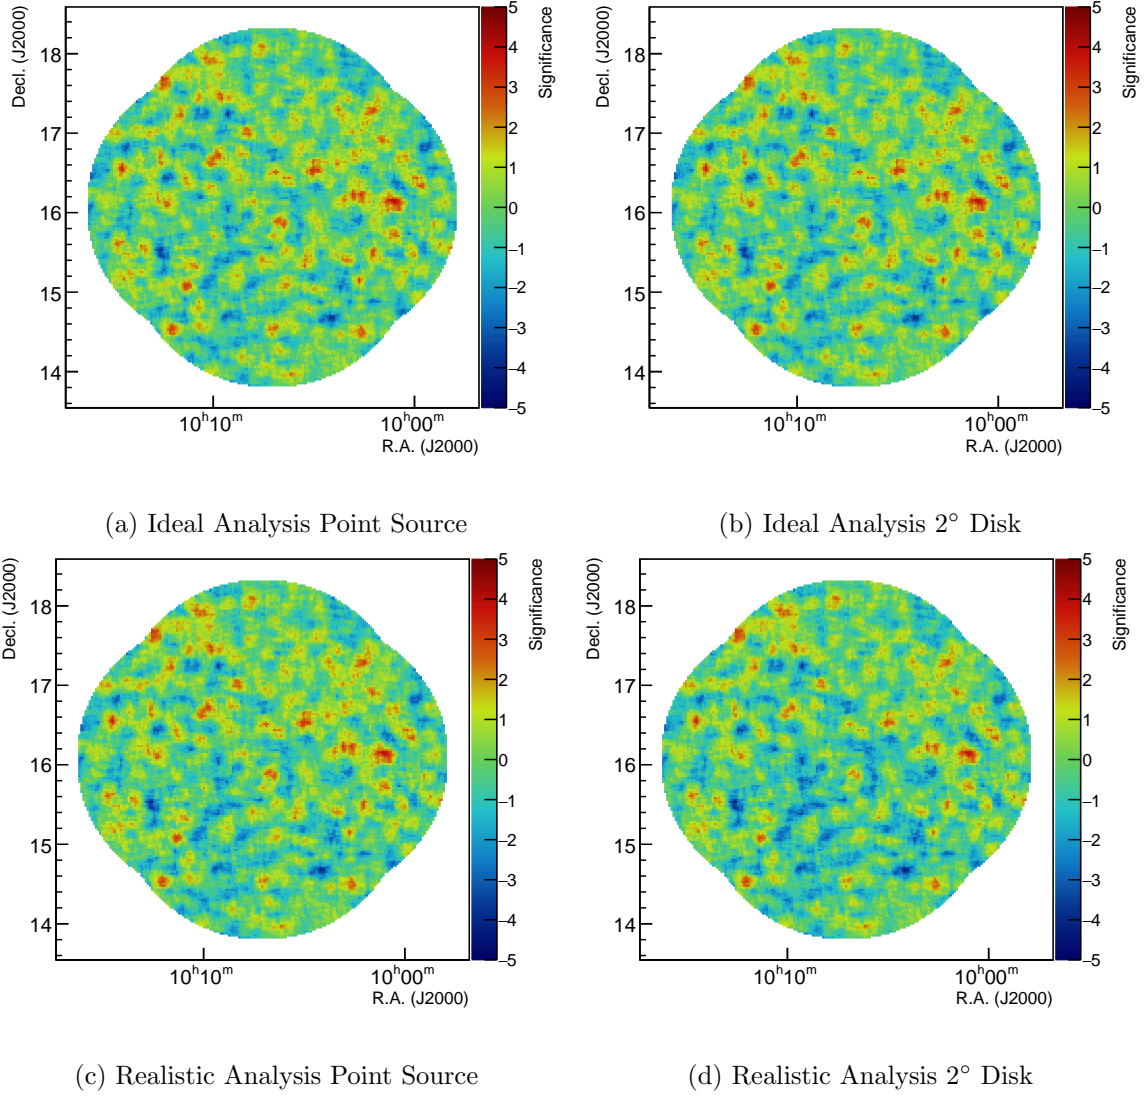 Decl. (J2000)
18
17
16
15
14
10h10m
10h00m
R.A. (J2000)
5
4
3
2
1
0
−1
−2
−3
−4
−5
Significance
Decl. (J2000)
18
17
16
15
14
10h10m
10h00m
R.A. (J2000)
5
4
3
2
1
0
−1
−2
−3
−4
−5
Significance
(a) Ideal Analysis Point Source
(b) Ideal Analysis 2° Disk
Decl. (J2000)
18
17
16
15
14
10h10m
10h00m
R.A. (J2000)
5
4
3
2
1
0
−1
−2
−3
−4
−5
Significance
Decl. (J2000)
18
17
16
15
14
10h10m
10h00m
R.A. (J2000)
5
4
3
2
1
0
−1
−2
−3
−4
−5
Significance
(c) Realistic Analysis Point Source
(d) Realistic Analysis 2° Disk